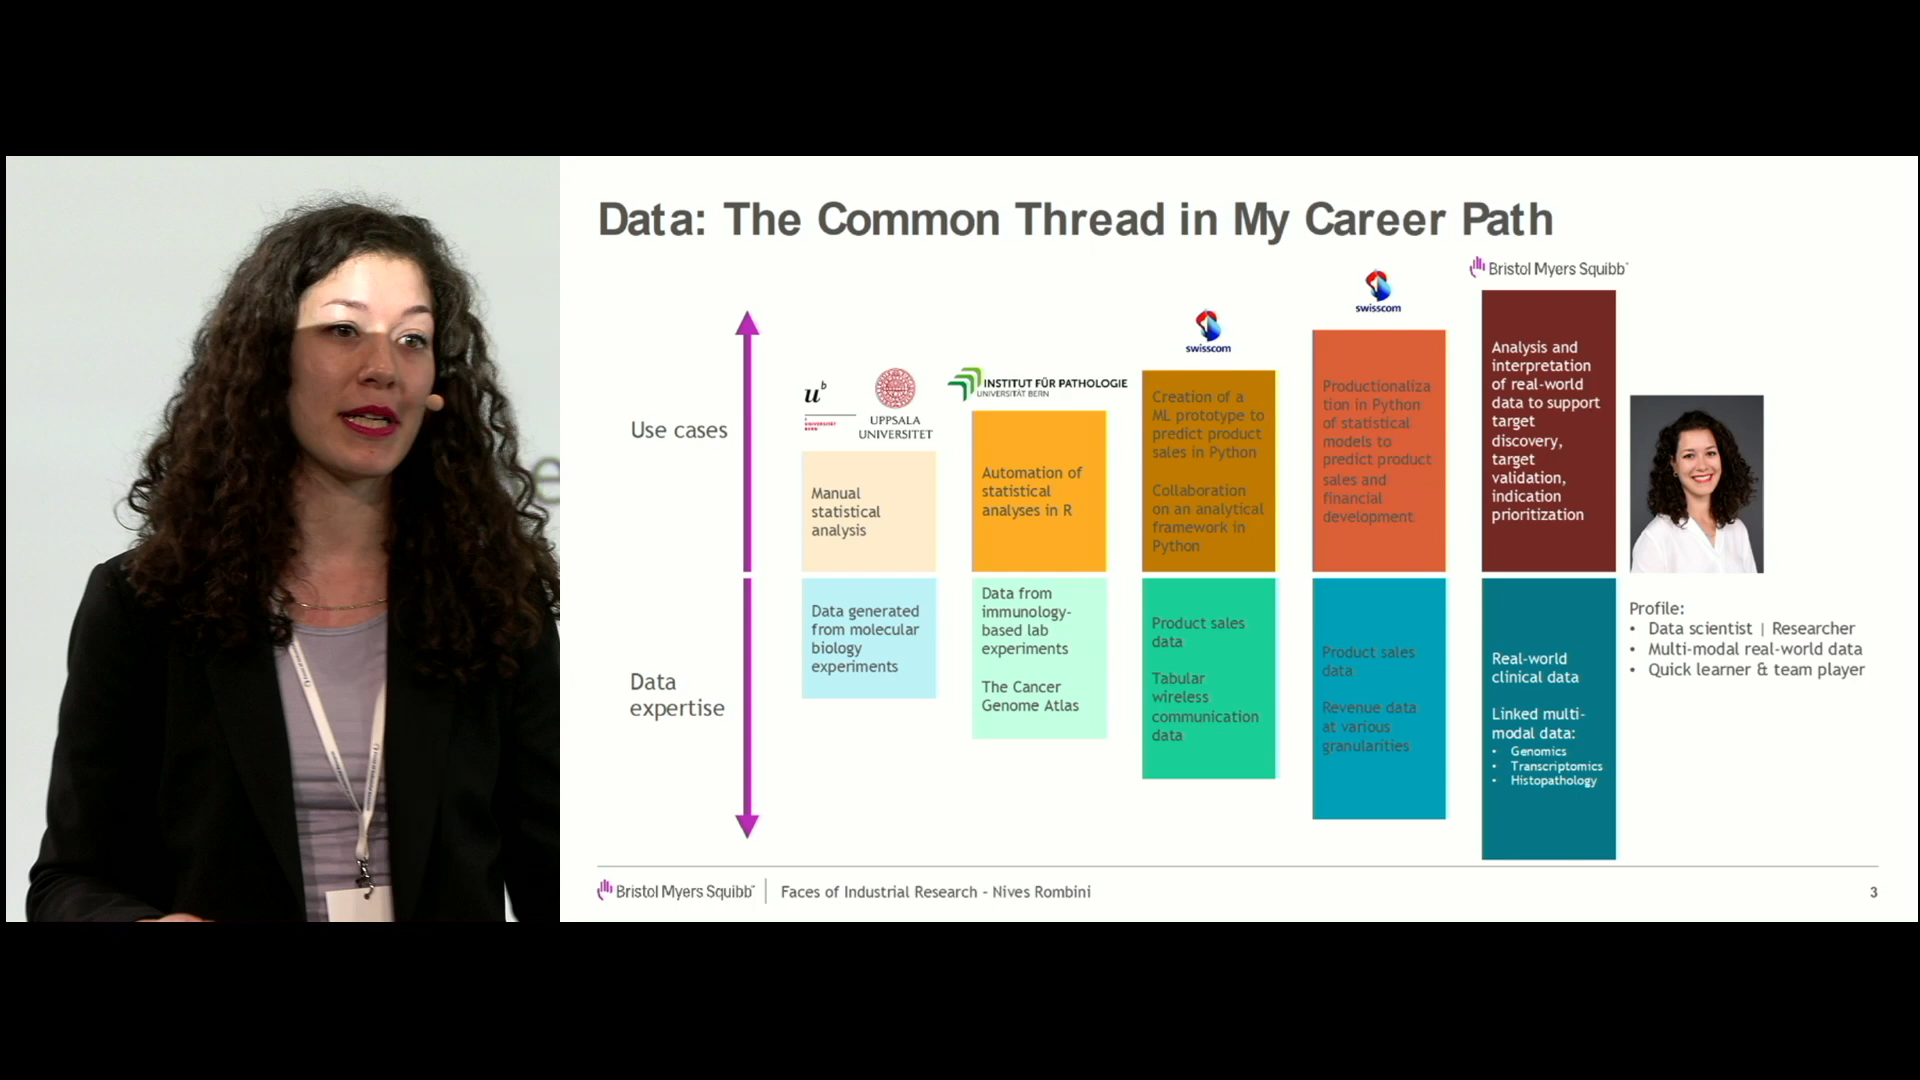 Data: The Common Thread in My Career Path
Bristol Myers Squibb™
swisscom
swisscom
u^b
UNIVERSITÄT
BERN
UPPSALA
UNIVERSITET
INSTITUT FÜR PATHOLOGIE
UNIVERSITÄT BERN
Use cases
Manual
statistical
analysis
Automation of
statistical
analyses in R
Creation of a
ML prototype to
predict product
sales in Python
Collaboration
on an analytical
framework in
Python
Productionaliza
tion in Python
of statistical
models to
predict product
sales and
financial
development
Analysis and
interpretation
of real-world
data to support
target
discovery,
target
validation,
indication
prioritization
Data
expertise
Data generated
from molecular
biology
experiments
Data from
immunology-
based lab
experiments
The Cancer
Genome Atlas
Product sales
data
Tabular
wireless
communication
data
Product sales
data
Revenue data
at various
granularities
Real-world
clinical data
Linked multi-
modal data:
• Genomics
• Transcriptomics
• Histopathology
Profile:
• Data scientist | Researcher
• Multi-modal real-world data
• Quick learner & team player
Bristol Myers Squibb™ | Faces of Industrial Research - Nives Rombini
3